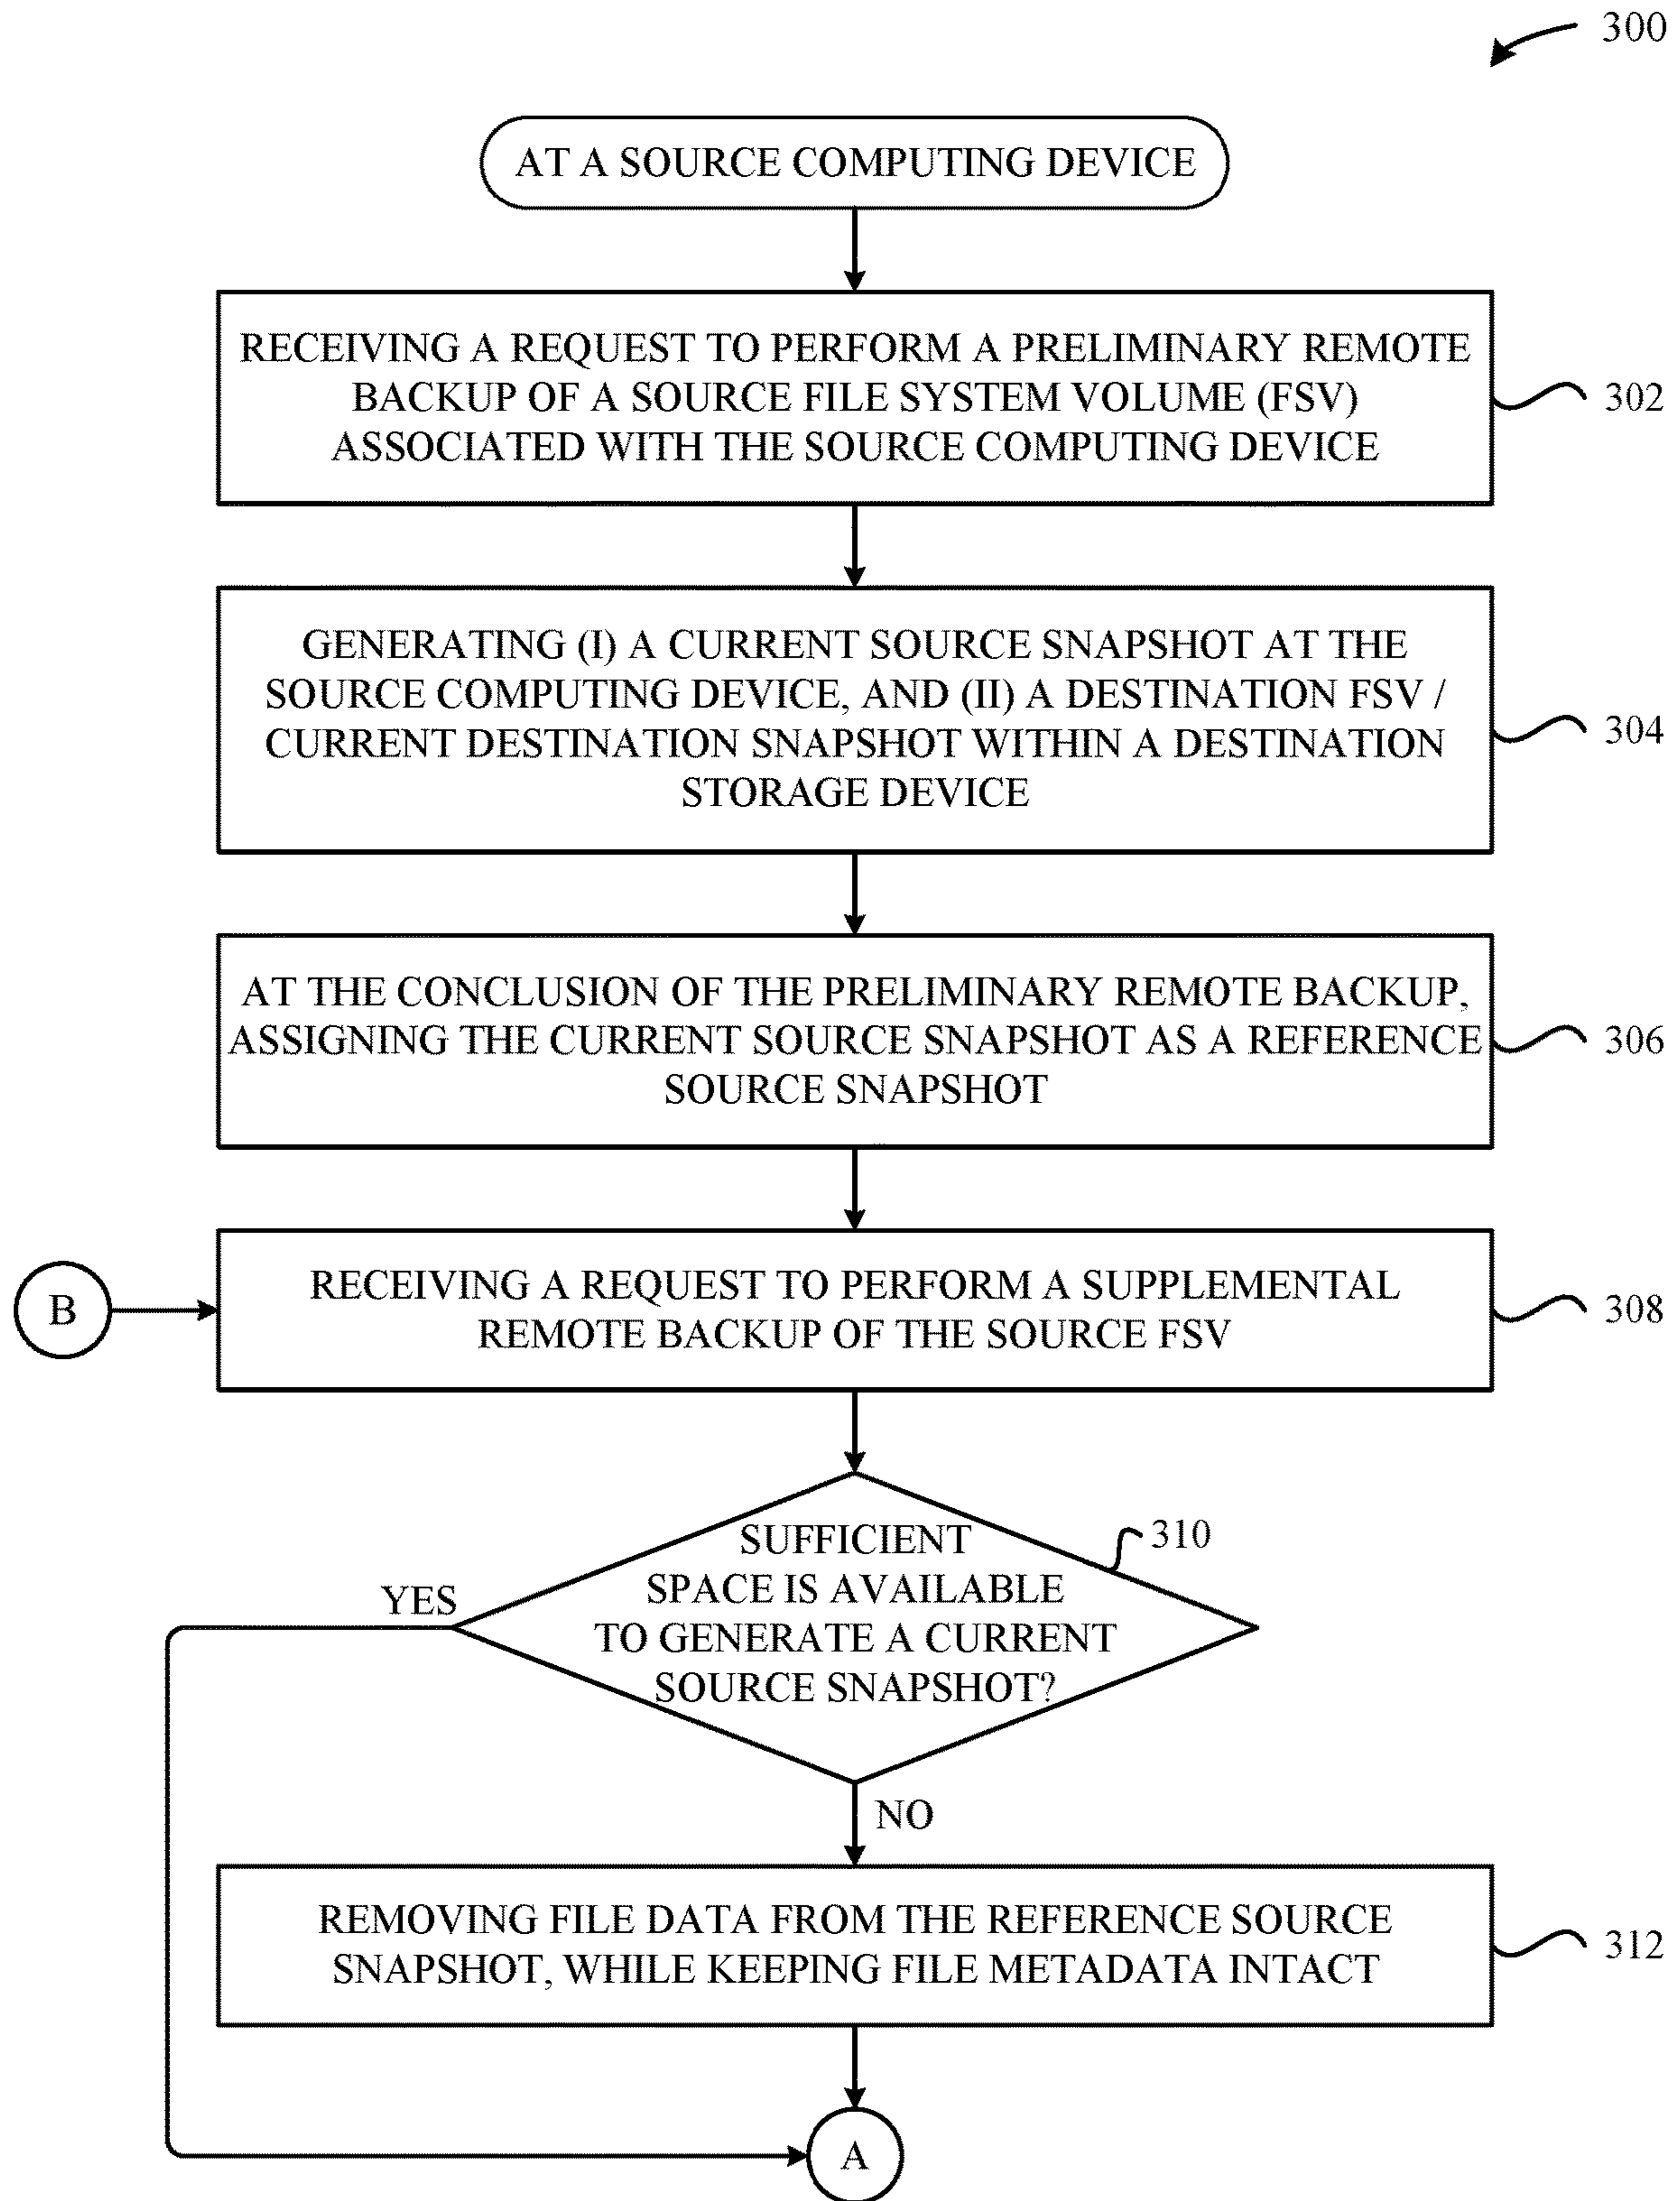 300
AT A SOURCE COMPUTING DEVICE
RECEIVING A REQUEST TO PERFORM A PRELIMINARY REMOTE
BACKUP OF A SOURCE FILE SYSTEM VOLUME (FSV)
ASSOCIATED WITH THE SOURCE COMPUTING DEVICE
302
GENERATING (I) A CURRENT SOURCE SNAPSHOT AT THE
SOURCE COMPUTING DEVICE, AND (II) A DESTINATION FSV /
CURRENT DESTINATION SNAPSHOT WITHIN A DESTINATION
STORAGE DEVICE
304
AT THE CONCLUSION OF THE PRELIMINARY REMOTE BACKUP,
ASSIGNING THE CURRENT SOURCE SNAPSHOT AS A REFERENCE
SOURCE SNAPSHOT
306
B
RECEIVING A REQUEST TO PERFORM A SUPPLEMENTAL
REMOTE BACKUP OF THE SOURCE FSV
308
SUFFICIENT
SPACE IS AVAILABLE
TO GENERATE A CURRENT
SOURCE SNAPSHOT?
310
YES
NO
REMOVING FILE DATA FROM THE REFERENCE SOURCE
SNAPSHOT, WHILE KEEPING FILE METADATA INTACT
312
A